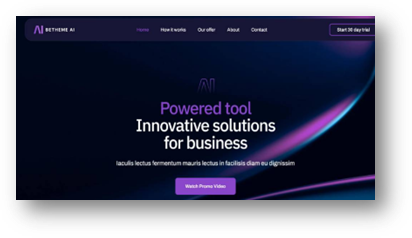 BETHEME AI
Home How it works Our offer About Contact
Start 30 day trial
AI
Powered tool
Innovative solutions
for business
Iaculis lectus fermentum mauris lectus in facilisis diam eu dignissim
Watch Promo Video